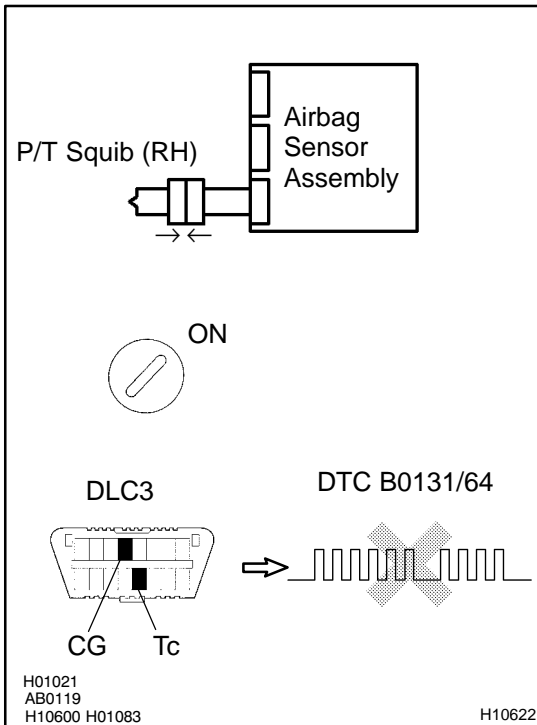 Airbag
Sensor
Assembly
P/T Squib (RH)
ON
DLC3
DTC B0131/64
CG
Tc
H01021
AB0119
H10600 H01083
H10622